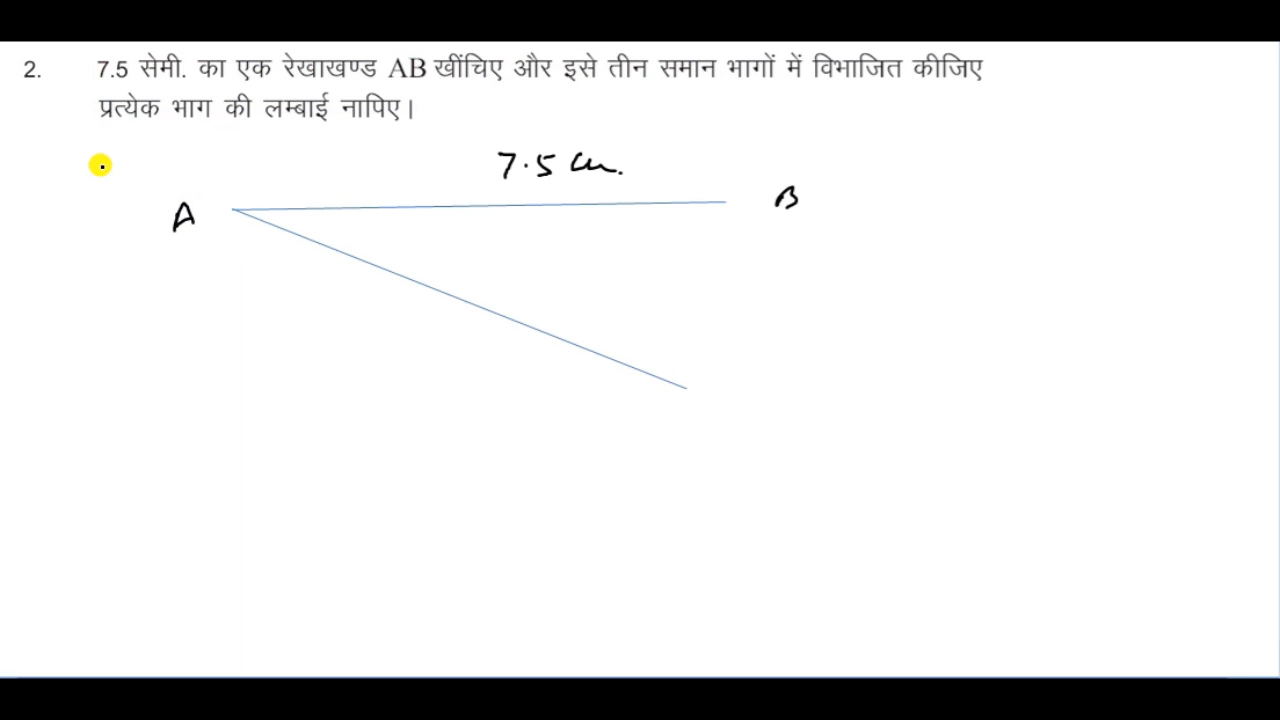 2. 7.5 सेमी. का एक रेखाखण्ड AB खींचिए और इसे तीन समान भागों में विभाजित कीजिए
प्रत्येक भाग की लम्बाई नापिए।
7.5 cm.
A B